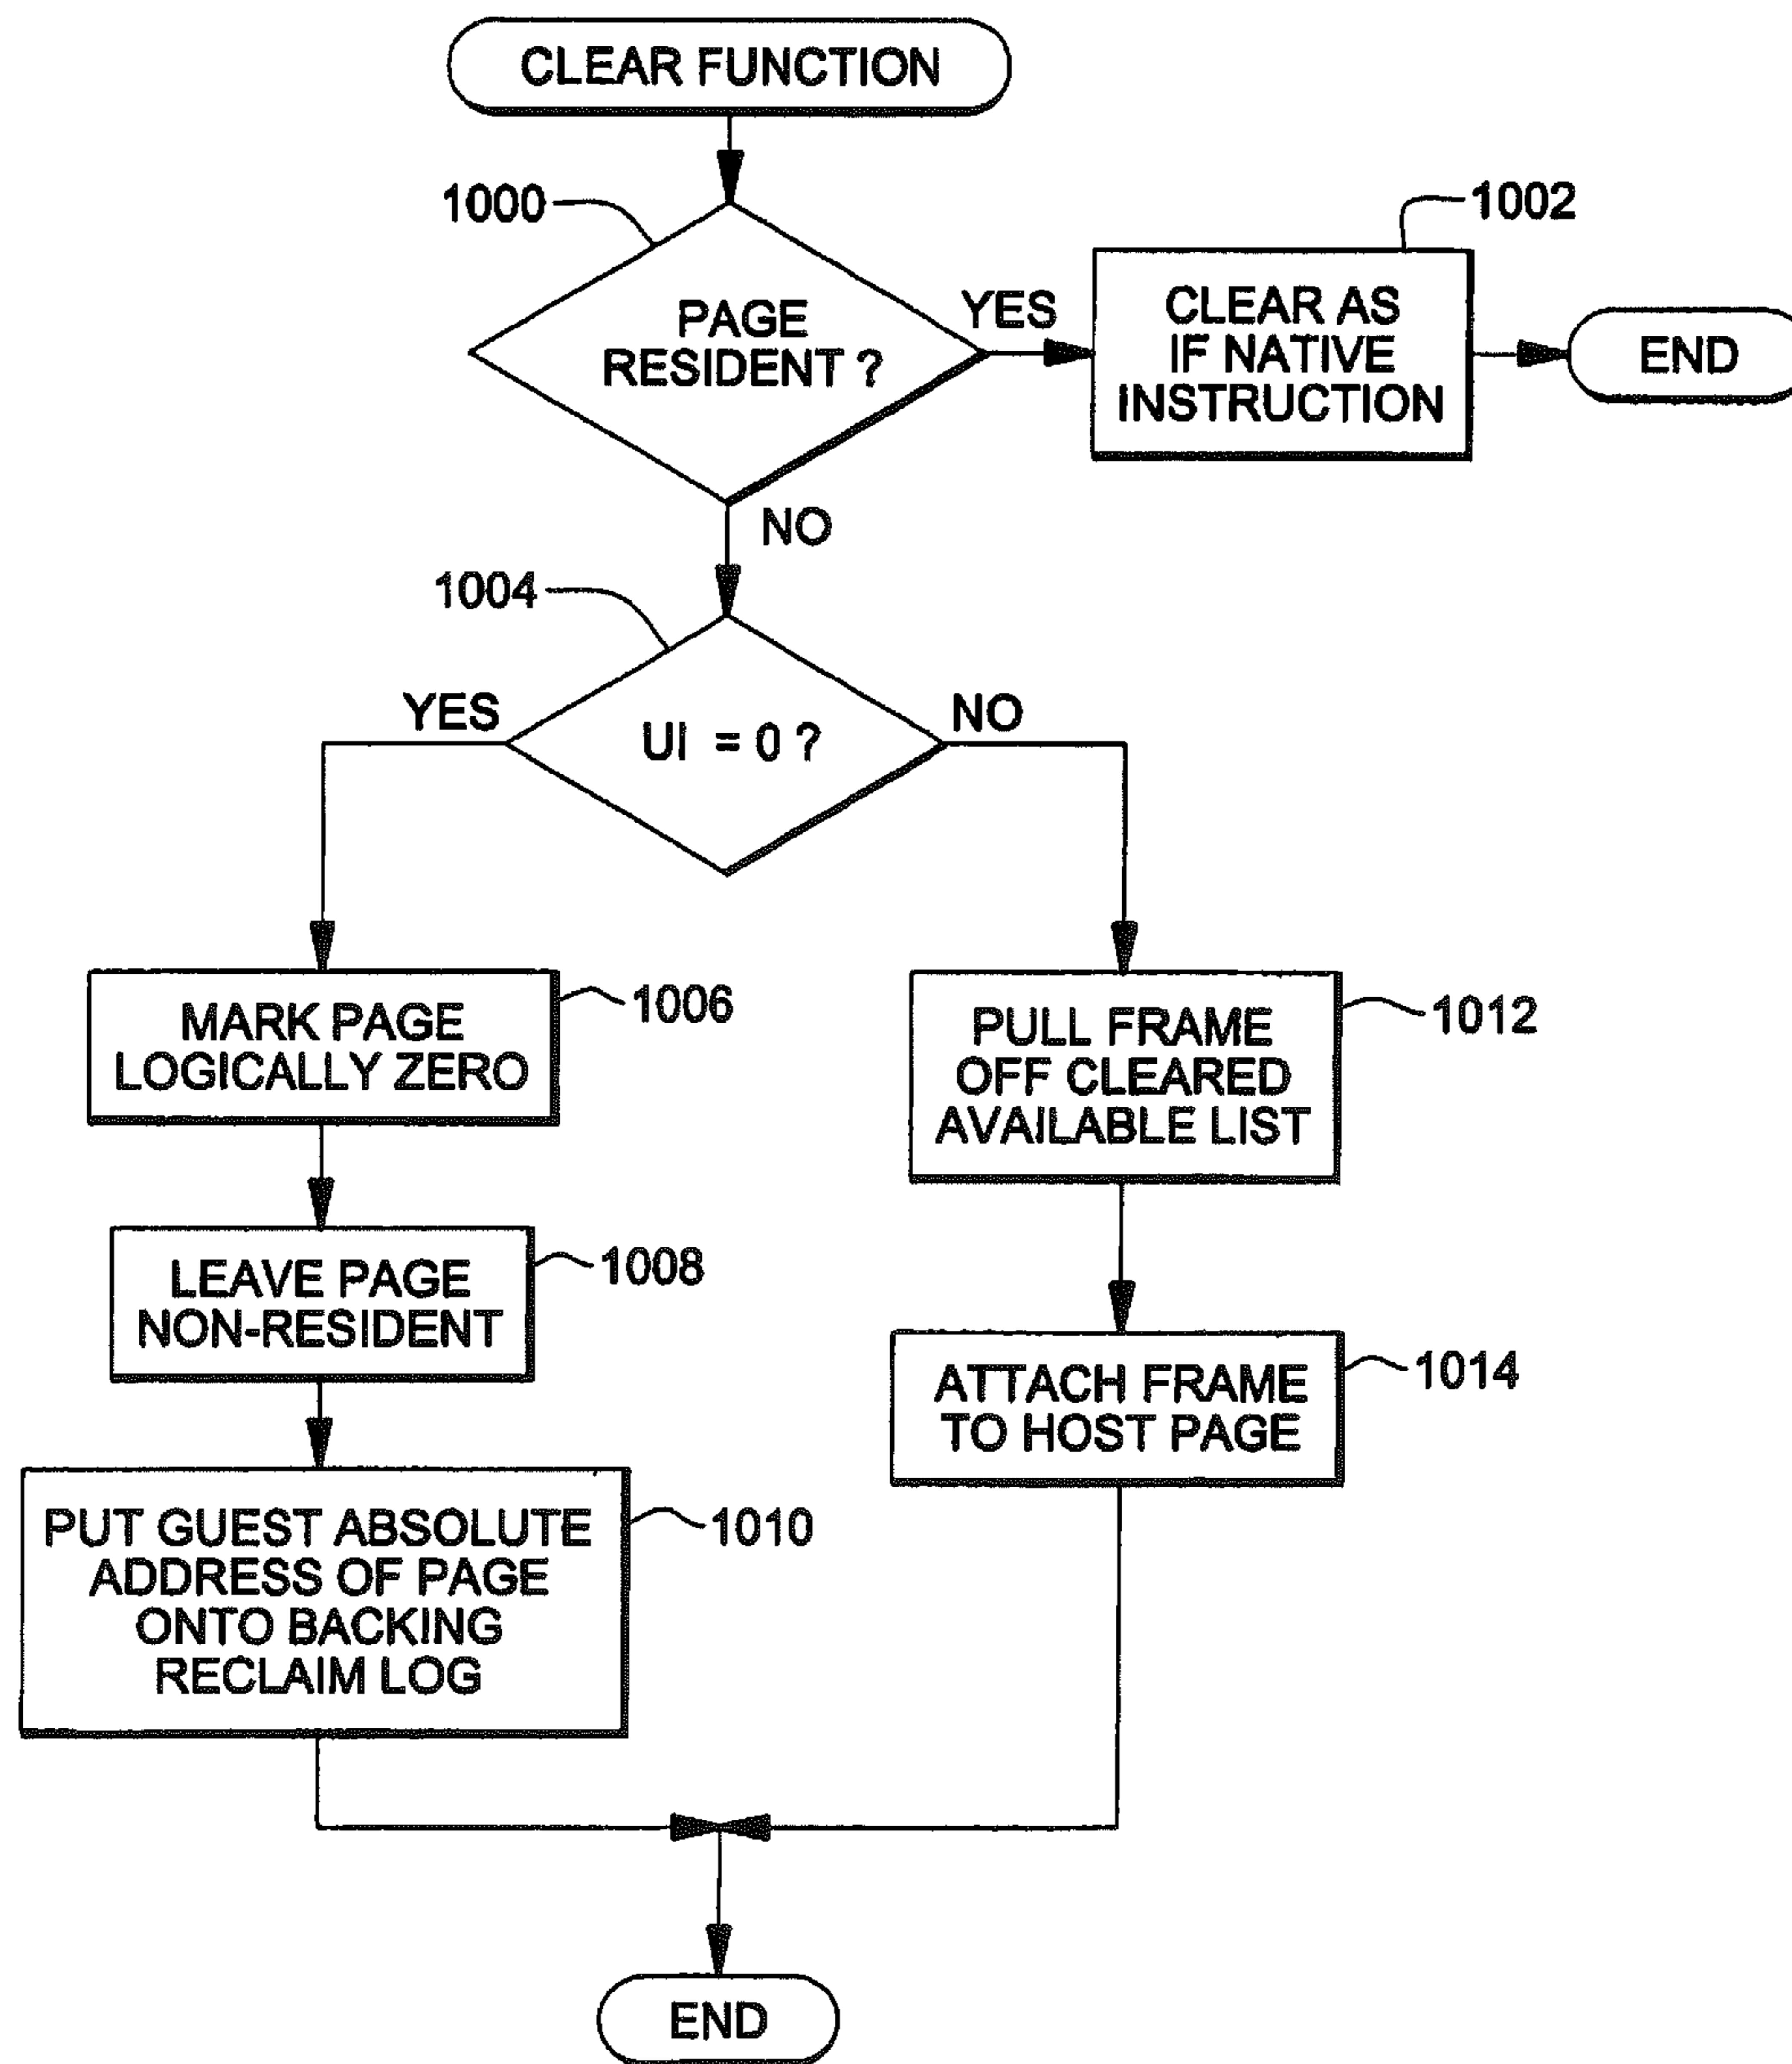 CLEAR FUNCTION
1000
PAGE
RESIDENT ?
YES
1002
CLEAR AS
IF NATIVE
INSTRUCTION
END
NO
1004
UI = 0 ?
YES
NO
MARK PAGE
LOGICALLY ZERO
1006
LEAVE PAGE
NON-RESIDENT
1008
PUT GUEST ABSOLUTE
ADDRESS OF PAGE
ONTO BACKING
RECLAIM LOG
1010
PULL FRAME
OFF CLEARED
AVAILABLE LIST
1012
ATTACH FRAME
TO HOST PAGE
1014
END